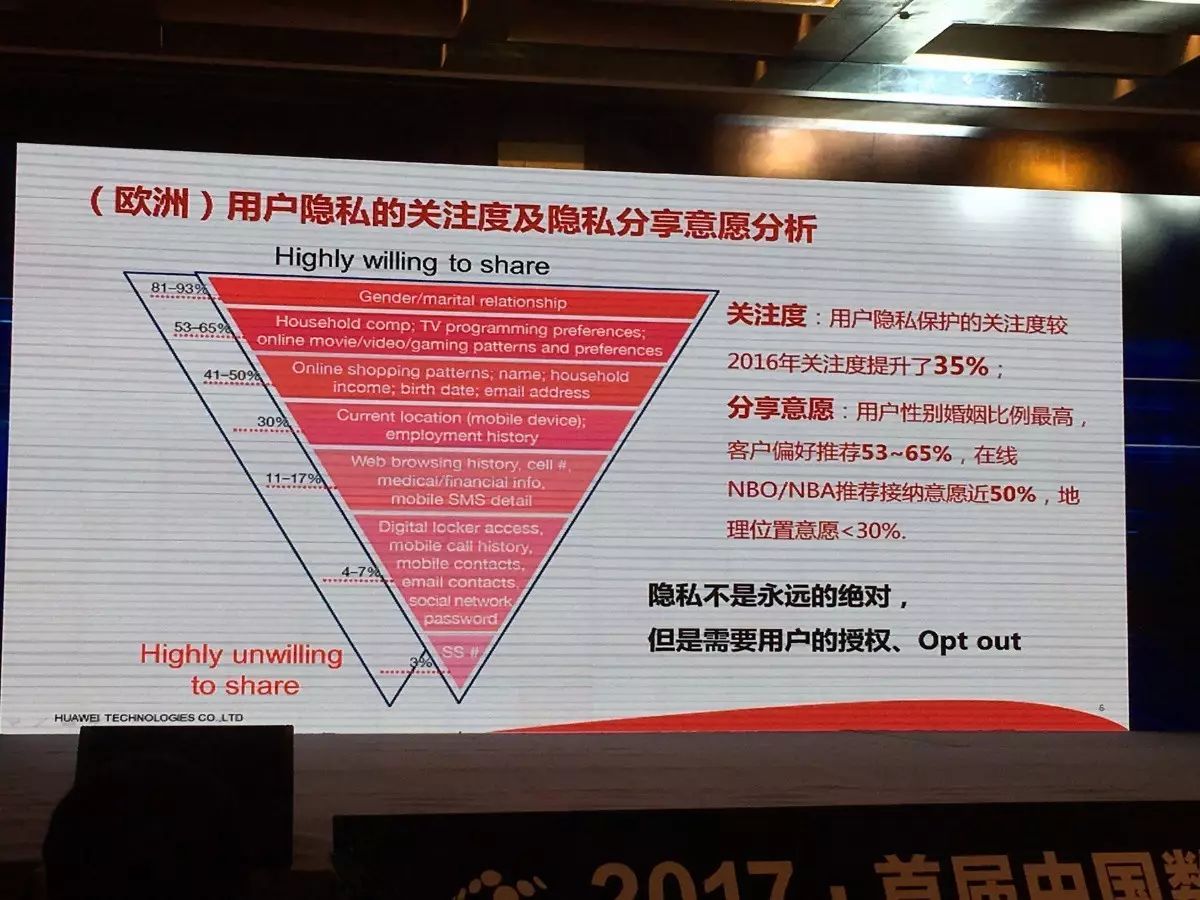 （欧洲）用户隐私的关注度及隐私分享意愿分析
Highly willing to share
81–93%
Gender/marital relationship
53–65%
Household comp; TV programming preferences;
online movie/video/gaming patterns and preferences
41–50%
Online shopping patterns; name; household
income; birth date; email address
30%
Current location (mobile device);
employment history
11–17%
Web browsing history, cell #,
medical/financial info,
mobile SMS detail
4–7%
Digital locker access,
mobile call history,
mobile contacts,
email contacts,
social network
password
3%
SS #
Highly unwilling
to share
关注度：用户隐私保护的关注度较
2016年关注度提升了35%；
分享意愿：用户性别婚姻比例最高，
客户偏好推荐53~65%，在线
NBO/NBA推荐接纳意愿近50%，地
理位置意愿<30%.
隐私不是永远的绝对，
但是需要用户的授权、Opt out
HUAWEI TECHNOLOGIES CO.,LTD
6
2017·首届中国数